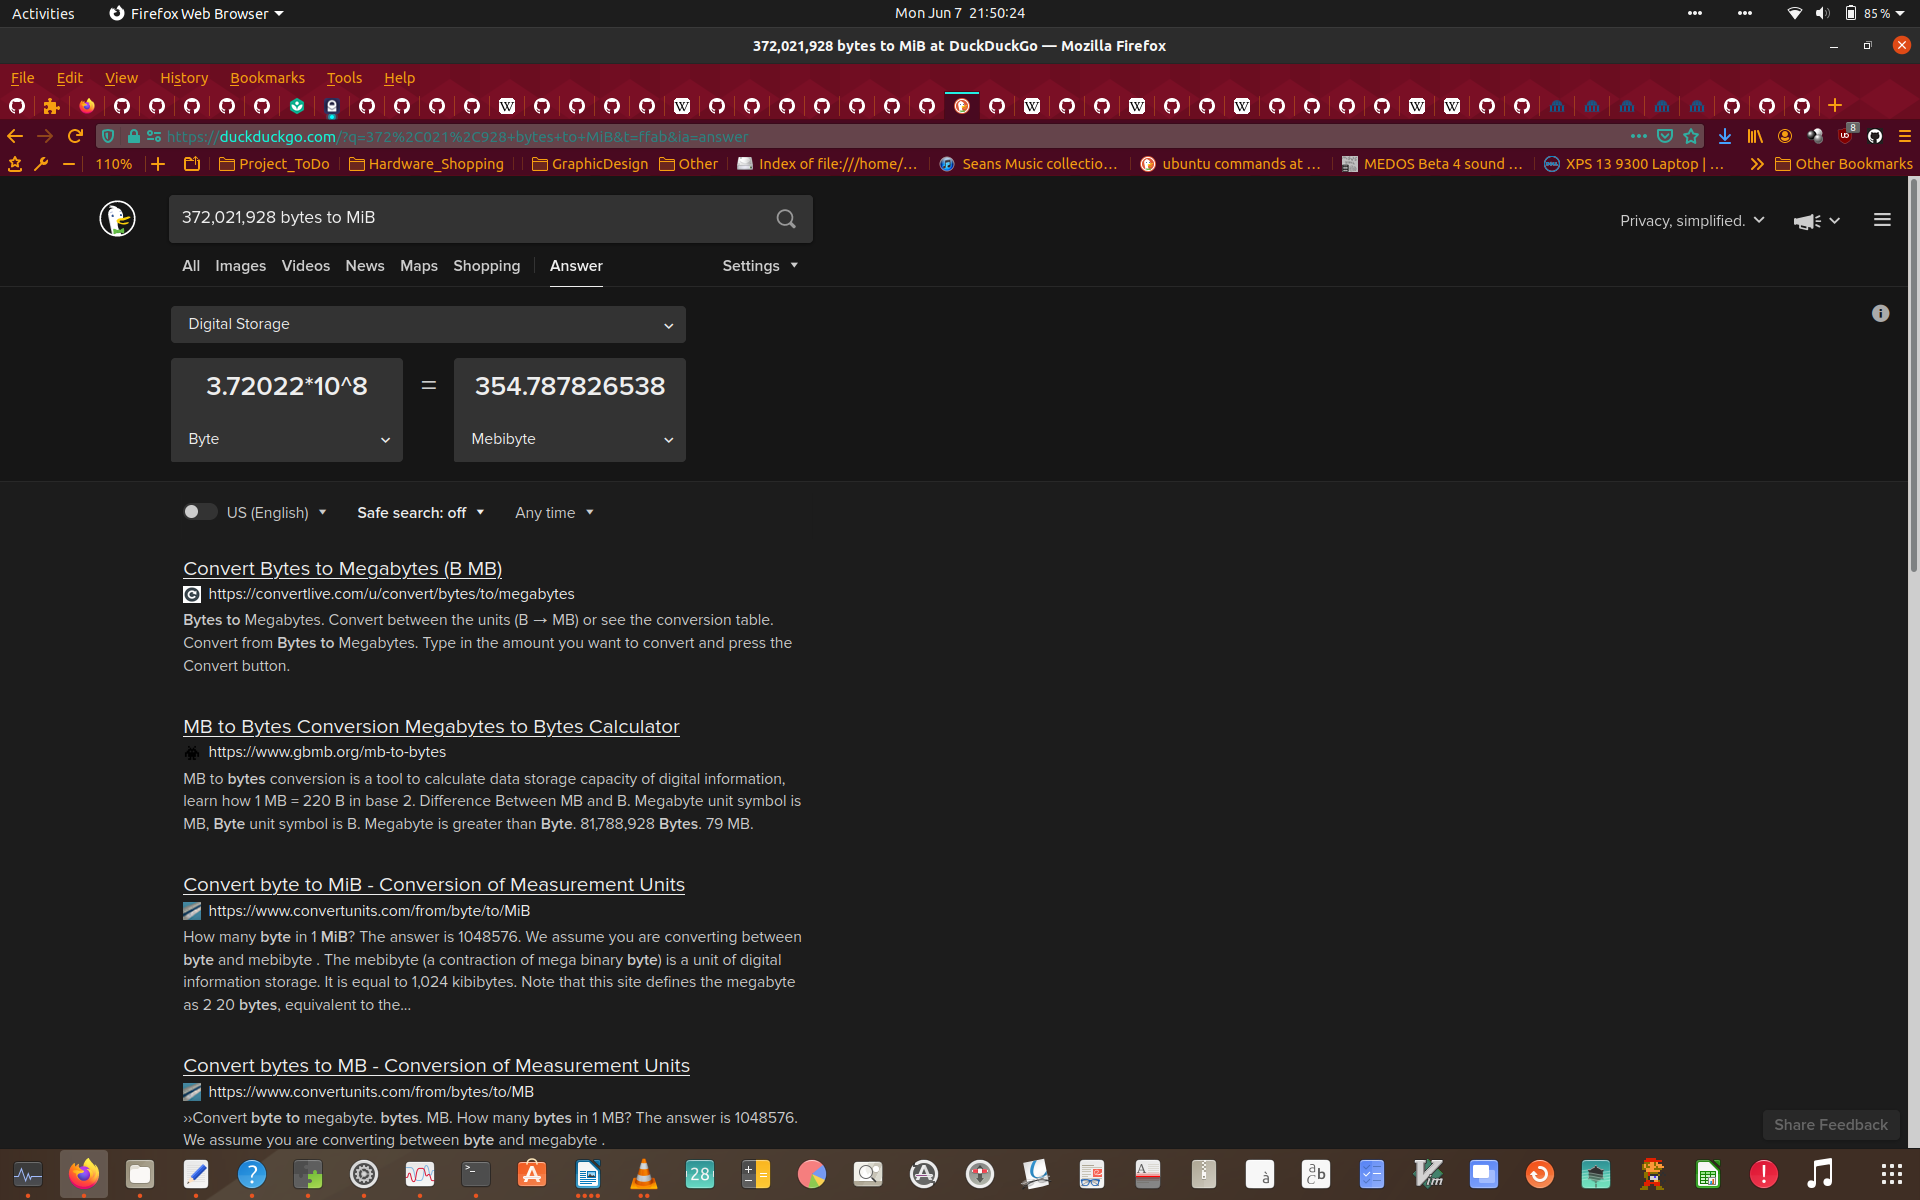 Activities
Firefox Web Browser
Mon Jun 7 21:50:24
85 %
372,021,928 bytes to MiB at DuckDuckGo — Mozilla Firefox
File Edit View History Bookmarks Tools Help
https://duckduckgo.com/?q=372%2C021%2C928+bytes+to+MiB&t=ffab&ia=answer
8
110%
Project_ToDo
Hardware_Shopping
GraphicDesign
Other
Index of file:///home/...
Seans Music collectio...
ubuntu commands at ...
MEDOS Beta 4 sound ...
XPS 13 9300 Laptop | ...
Other Bookmarks
372,021,928 bytes to MiB
Privacy, simplified.
All Images Videos News Maps Shopping Answer
Settings
Digital Storage
3.72022*10^8 = 354.787826538
Byte
Mebibyte
US (English)
Safe search: off
Any time
Convert Bytes to Megabytes (B MB)
https://convertlive.com/u/convert/bytes/to/megabytes
Bytes to Megabytes. Convert between the units (B → MB) or see the conversion table.
Convert from Bytes to Megabytes. Type in the amount you want to convert and press the
Convert button.
MB to Bytes Conversion Megabytes to Bytes Calculator
https://www.gbmb.org/mb-to-bytes
MB to bytes conversion is a tool to calculate data storage capacity of digital information,
learn how 1 MB = 220 B in base 2. Difference Between MB and B. Megabyte unit symbol is
MB, Byte unit symbol is B. Megabyte is greater than Byte. 81,788,928 Bytes. 79 MB.
Convert byte to MiB - Conversion of Measurement Units
https://www.convertunits.com/from/byte/to/MiB
How many byte in 1 MiB? The answer is 1048576. We assume you are converting between
byte and mebibyte . The mebibyte (a contraction of mega binary byte) is a unit of digital
information storage. It is equal to 1,024 kibibytes. Note that this site defines the megabyte
as 2 20 bytes, equivalent to the...
Convert bytes to MB - Conversion of Measurement Units
https://www.convertunits.com/from/bytes/to/MB
››Convert byte to megabyte. bytes. MB. How many bytes in 1 MB? The answer is 1048576.
We assume you are converting between byte and megabyte .
Share Feedback
28